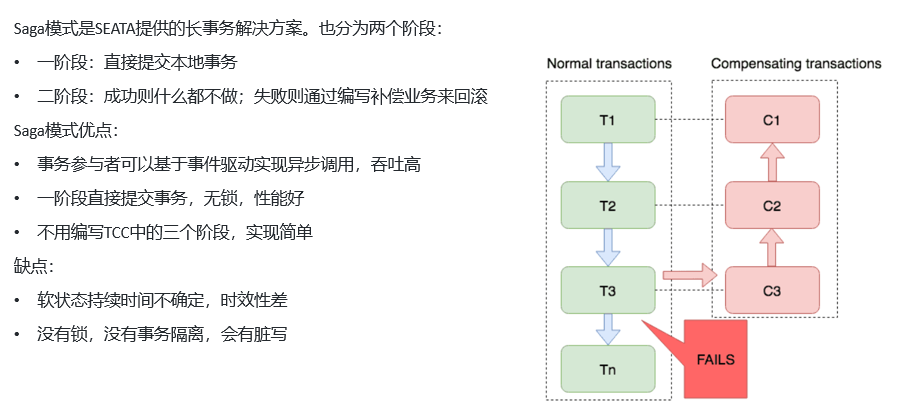 Saga模式是SEATA提供的长事务解决方案。也分为两个阶段：
• 一阶段：直接提交本地事务
• 二阶段：成功则什么都不做；失败则通过编写补偿业务来回滚
Saga模式优点：
• 事务参与者可以基于事件驱动实现异步调用，吞吐高
• 一阶段直接提交事务，无锁，性能好
• 不用编写TCC中的三个阶段，实现简单
缺点：
• 软状态持续时间不确定，时效性差
• 没有锁，没有事务隔离，会有脏写
Normal transactions
Compensating transactions
T1
C1
T2
C2
T3
C3
Tn
FAILS